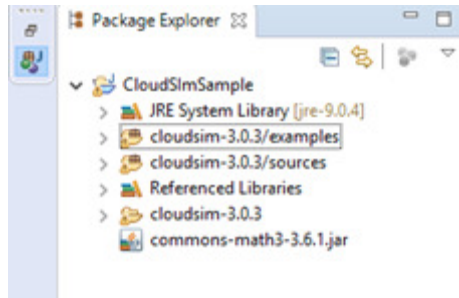 Package Explorer
CloudSImSample
JRE System Library [jre-9.0.4]
cloudsim-3.0.3/examples
cloudsim-3.0.3/sources
Referenced Libraries
cloudsim-3.0.3
commons-math3-3.6.1.jar